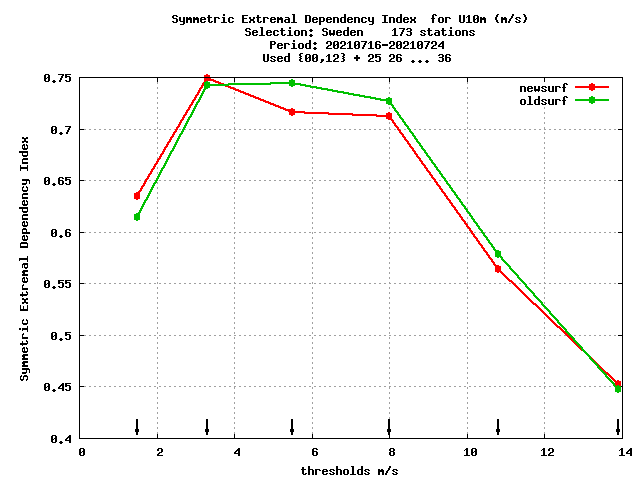 Symmetric Extremal Dependency Index  for U10m (m/s)
Selection: Sweden    173 stations
Period: 20210716-20210724
Used {00,12} + 25 26 ... 36
newsurf
oldsurf
Symmetric Extremal Dependency Index
0.75
0.7
0.65
0.6
0.55
0.5
0.45
0.4
0 2 4 6 8 10 12 14
thresholds m/s